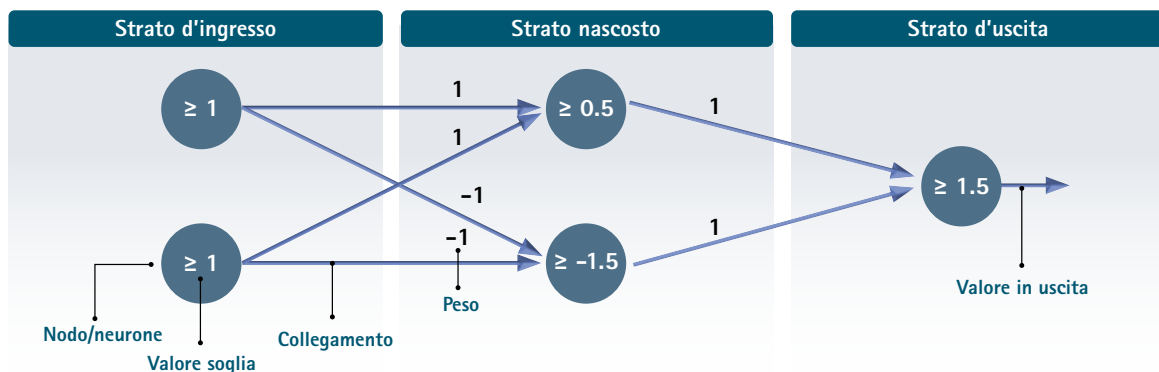 Strato d'ingresso
Strato nascosto
Strato d'uscita
≥ 1
1
≥ 0.5
1
1
≥ 1.5
-1
≥ 1
-1
≥ -1.5
1
Valore in uscita
Peso
Nodo/neurone
Collegamento
Valore soglia